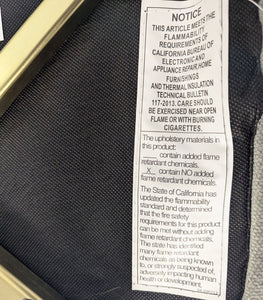 NOTICE
THIS ARTICLE MEETS THE
FLAMMABILITY
REQUIREMENTS OF
CALIFORNIA BUREAU OF
ELECTRONIC AND
APPLIANCE REPAIR, HOME
FURNISHINGS
AND THERMAL INSULATION
TECHNICAL BULLETIN
117-2013. CARE SHOULD
BE EXERCISED NEAR OPEN
FLAME OR WITH BURNING
CIGARETTES.
The upholstery materials in
this product:
___ contain added flame
retardant chemicals.
_X_ contain NO added
flame retardant chemicals.
The State of California has
updated the flammability
standard and determined
that the fire safety
requirements for this product
can be met without adding
flame retardant chemicals.
The state has identified
many flame retardant
chemicals as being known
to, or strongly suspected of,
adversely impacting human
health or development.